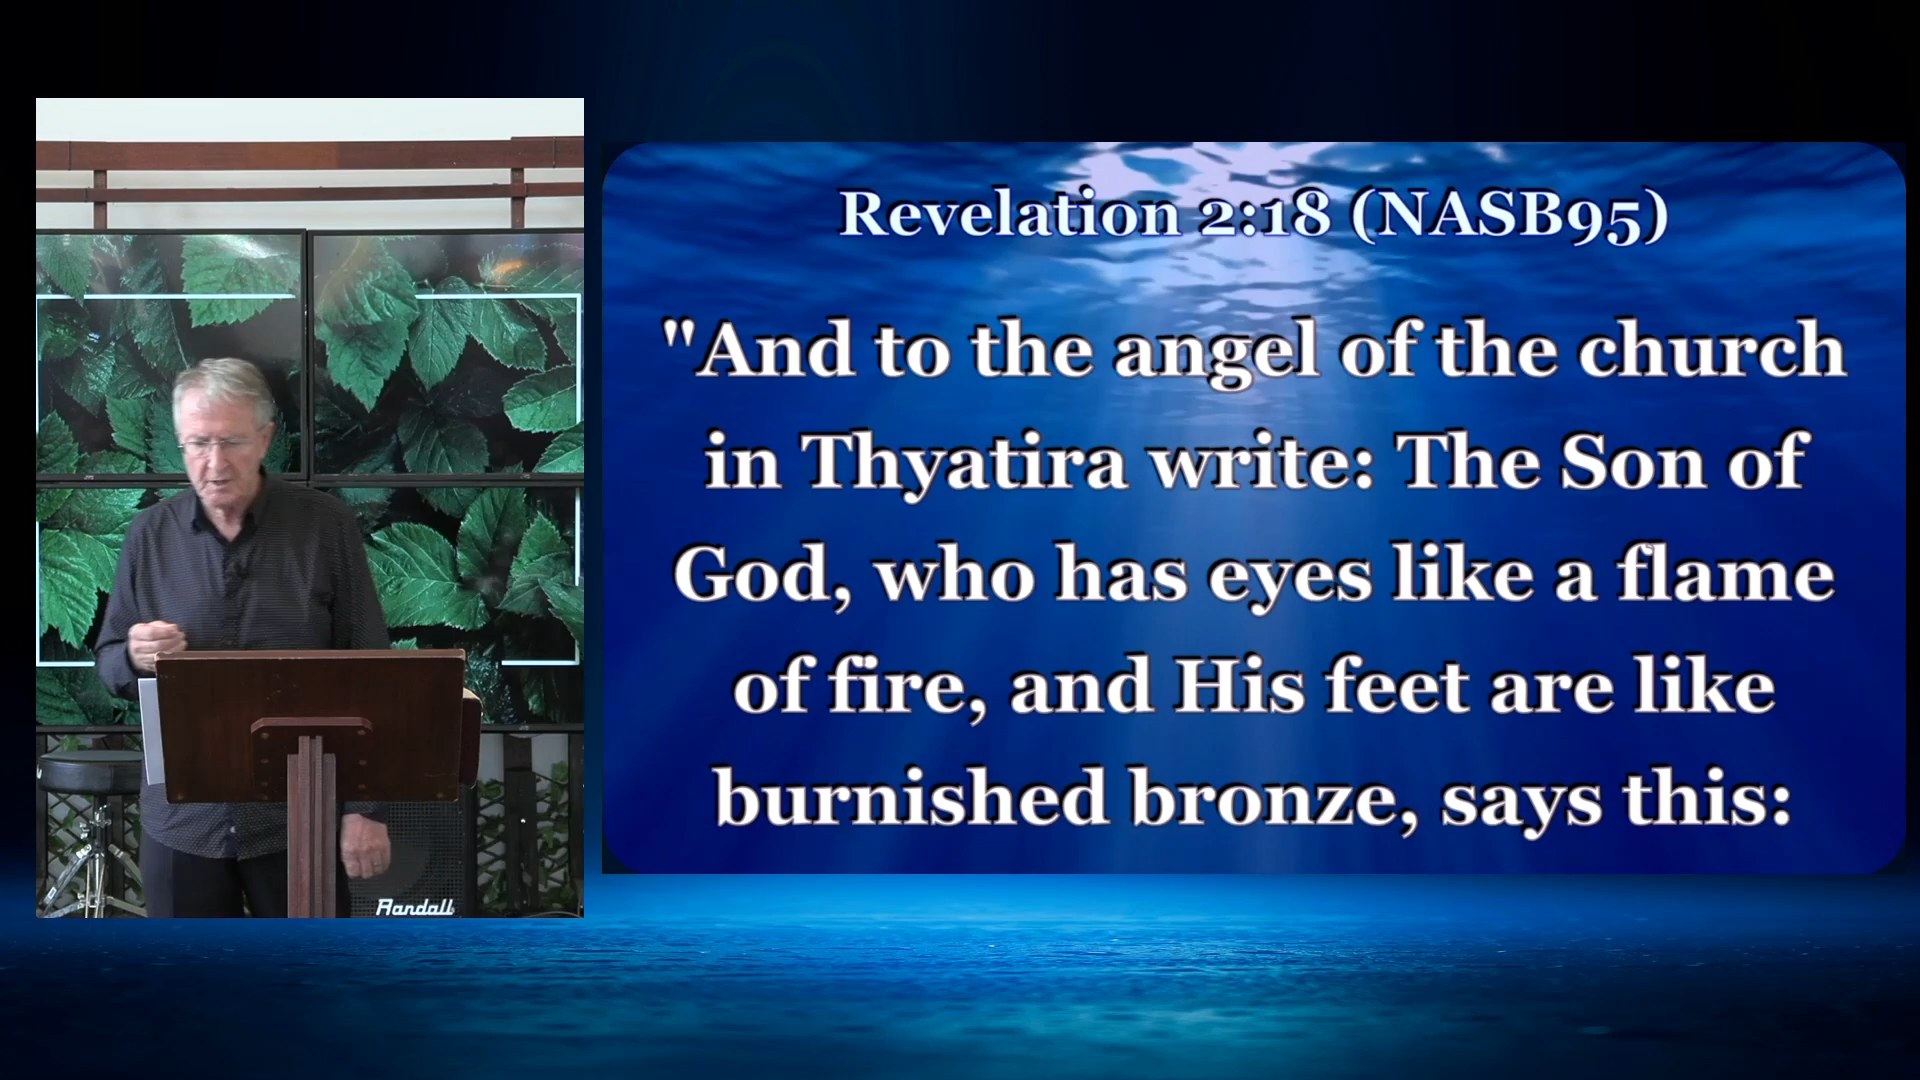 Revelation 2:18 (NASB95)
"And to the angel of the church
in Thyatira write: The Son of
God, who has eyes like a flame
of fire, and His feet are like
burnished bronze, says this:
Randall